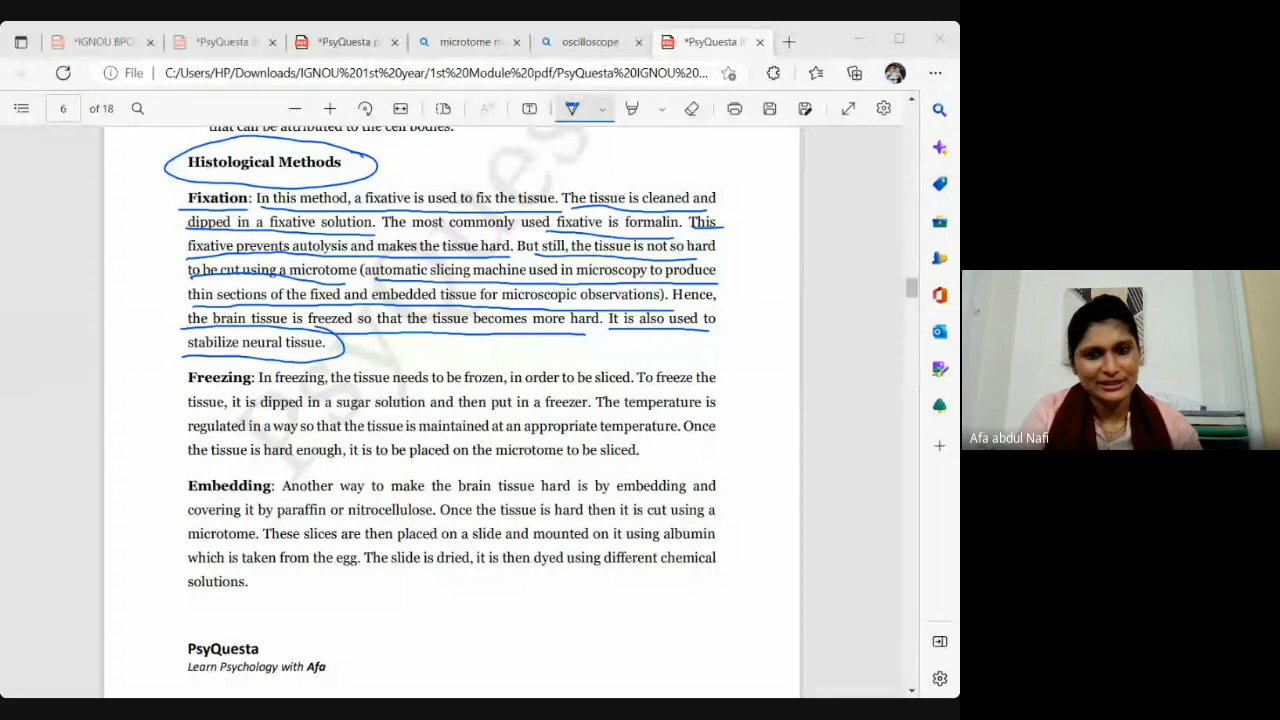 *IGNOU BPC
*PsyQuesta
*PsyQuesta p
microtome m
oscilloscope
*PsyQuesta I
File
C:/Users/HP/Downloads/IGNOU%201st%20year/1st%20Module%20pdf/PsyQuesta%20IGNOU%20...
6 of 18
that can be attributed to the cell bodies.
Histological Methods
Fixation: In this method, a fixative is used to fix the tissue. The tissue is cleaned and
dipped in a fixative solution. The most commonly used fixative is formalin. This
fixative prevents autolysis and makes the tissue hard. But still, the tissue is not so hard
to be cut using a microtome (automatic slicing machine used in microscopy to produce
thin sections of the fixed and embedded tissue for microscopic observations). Hence,
the brain tissue is freezed so that the tissue becomes more hard. It is also used to
stabilize neural tissue.
Freezing: In freezing, the tissue needs to be frozen, in order to be sliced. To freeze the
tissue, it is dipped in a sugar solution and then put in a freezer. The temperature is
regulated in a way so that the tissue is maintained at an appropriate temperature. Once
the tissue is hard enough, it is to be placed on the microtome to be sliced.
Embedding: Another way to make the brain tissue hard is by embedding and
covering it by paraffin or nitrocellulose. Once the tissue is hard then it is cut using a
microtome. These slices are then placed on a slide and mounted on it using albumin
which is taken from the egg. The slide is dried, it is then dyed using different chemical
solutions.
PsyQuesta
Learn Psychology with Afa
Afa abdul Nafi